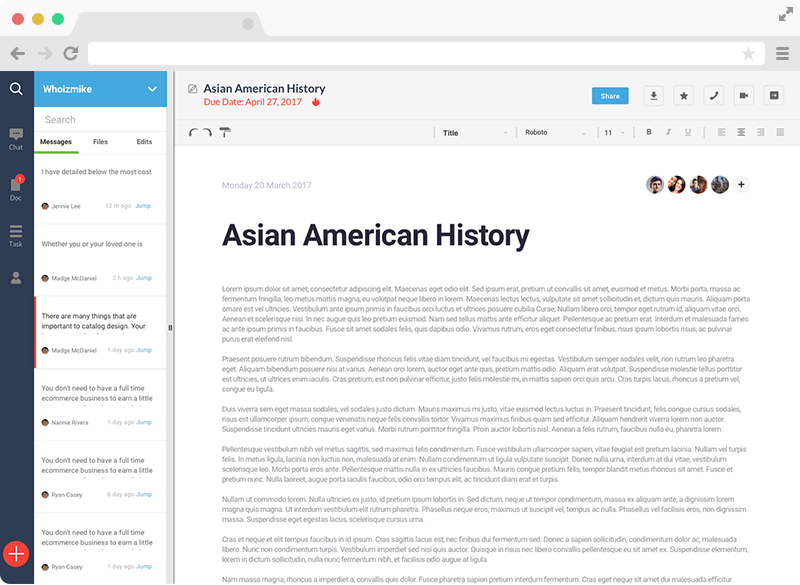 Whoizmike
Search
Messages Files Edits
I have detailed below the most cost
Jennie Lee 12 m ago Jump
Whether you or your loved one is
Madge McDaniel 2 h ago Jump
There are many things that are
important to catalog design. Your
Madge McDaniel 1 day ago Jump
You don't need to have a full time
ecommerce business to earn a little
Nannie Rivera 1 day ago Jump
You don't need to have a full time
ecommerce business to earn a little
Ryan Casey 6 day ago Jump
You don't need to have a full time
ecommerce business to earn a little
Ryan Casey 1 day ago Jump
Chat
1
Doc
Task
Asian American History
Due Date: April 27, 2017
Share
Title Roboto 11 B I U
Monday 20 March 2017
Asian American History
Lorem ipsum dolor sit amet, consectetur adipiscing elit. Maecenas eget odio elit. Sed ipsum erat, pretium ut convallis sit amet, euismod et metus. Morbi porta, massa ac
fermentum fringilla, leo metus mattis magna, eu volutpat neque libero in lorem. Maecenas lectus lectus, vulputate sit amet sollicitudin et, dictum quis mauris. Aliquam porta
ornare est vel ultricies. Vestibulum ante ipsum primis in faucibus orci luctus et ultrices posuere cubilia Curae; Nullam libero orci, tempor eget rutrum id, aliquam vitae orci.
Aenean et scelerisque nisi. In nec augue quis leo pretium euismod. Nam sed tellus mattis ante efficitur aliquet. Pellentesque ac pretium erat. Interdum et malesuada fames
ac ante ipsum primis in faucibus. Fusce sit amet sodales felis, quis dapibus odio. Vivamus rutrum, eros eget consectetur finibus, risus ipsum lobortis risus, ac pulvinar
purus erat eleifend nisl.
Praesent posuere rutrum bibendum. Suspendisse rhoncus felis vitae diam tincidunt, vel faucibus mi egestas. Vestibulum semper sodales velit, non rutrum leo pharetra
eget. Aliquam bibendum posuere nisi at varius. Aenean orci lorem, auctor eget ante quis, pretium mattis odio. Aliquam erat volutpat. Suspendisse molestie tellus porttitor
est ultricies, ut ultrices enim iaculis. Cras pretium, est non pulvinar efficitur, justo felis molestie mi, in mattis sapien orci quis arcu. Cras turpis lacus, rhoncus a pretium vel,
congue eu ligula.
Duis viverra sem eget massa sodales, vel sodales justo dictum. Mauris maximus mi justo, vitae euismod lectus luctus in. Praesent tincidunt, felis congue cursus sodales,
risus est ullamcorper ipsum, congue venenatis neque felis convallis tortor. Vivamus maximus finibus quam sed efficitur. Aliquam hendrerit viverra lorem ac dignissim.
Suspendisse tincidunt ultricies mauris eget varius. Morbi rutrum porttitor fringilla. Proin auctor lobortis nisl. Aenean a felis rutrum, faucibus nulla eu, pharetra lorem.
Pellentesque vestibulum nibh vel metus sagittis, sed maximus felis condimentum. Fusce vestibulum ullamcorper sapien, vitae feugiat est pretium lacinia. Nullam vel turpis
felis. In metus ligula, lacinia non luctus non, malesuada at enim. Nullam condimentum ut ligula vulputate suscipit. Donec urna urna, interdum at dui vitae, vestibulum
scelerisque leo. Morbi porta eros ante. Pellentesque mattis nulla in ex ultricies faucibus. Mauris congue pretium felis, tempor blandit metus rhoncus sit amet. Fusce et
pretium nunc. Nulla laoreet, augue porta iaculis faucibus, odio orci tempus elit, ac tincidunt diam erat et turpis.
Nullam ut commodo lorem. Nulla ultricies ex justo, id pretium ipsum lobortis in. Sed dictum, neque ut tempor condimentum, massa ex aliquam ante, a dignissim lorem
magna quis magna. Ut interdum vestibulum elit rutrum pharetra. Phasellus neque eros, maximus ut suscipit vel, tempus ac nulla. Phasellus vel facilisis eros, non dignissim
massa. Suspendisse eget egestas lacus, scelerisque cursus urna.
Cras et neque et elit tempus faucibus in id ipsum. Cras sagittis lacus est, nec finibus dui fermentum sed. Donec a sapien sollicitudin, condimentum dolor ac, malesuada
libero. Nunc non condimentum turpis. Vestibulum imperdiet sed nisi quis auctor. Quisque in risus nec libero convallis pellentesque eu sit amet ex. Suspendisse elementum,
lorem in dictum sollicitudin, nulla nunc fermentum nibh, et facilisis odio augue at ligula.
Nam massa magna, rhoncus a imperdiet a, convallis quis dolor. Fusce mattis ipsum interdum fermentum. Cras eget neque sit amet dui malesuada dictum.